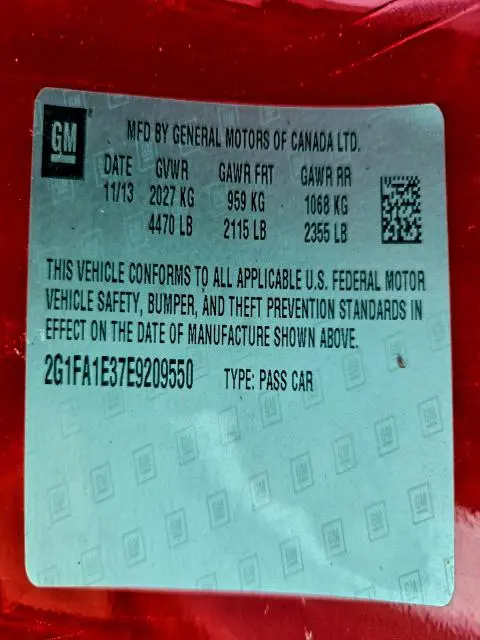 GM
MFD BY GENERAL MOTORS OF CANADA LTD.
DATE GVWR GAWR FRT GAWR RR
11/13 2027 KG 959 KG 1068 KG
4470 LB 2115 LB 2355 LB
THIS VEHICLE CONFORMS TO ALL APPLICABLE U.S. FEDERAL MOTOR
VEHICLE SAFETY, BUMPER, AND THEFT PREVENTION STANDARDS IN
EFFECT ON THE DATE OF MANUFACTURE SHOWN ABOVE.
2G1FA1E37E9209550 TYPE: PASS CAR